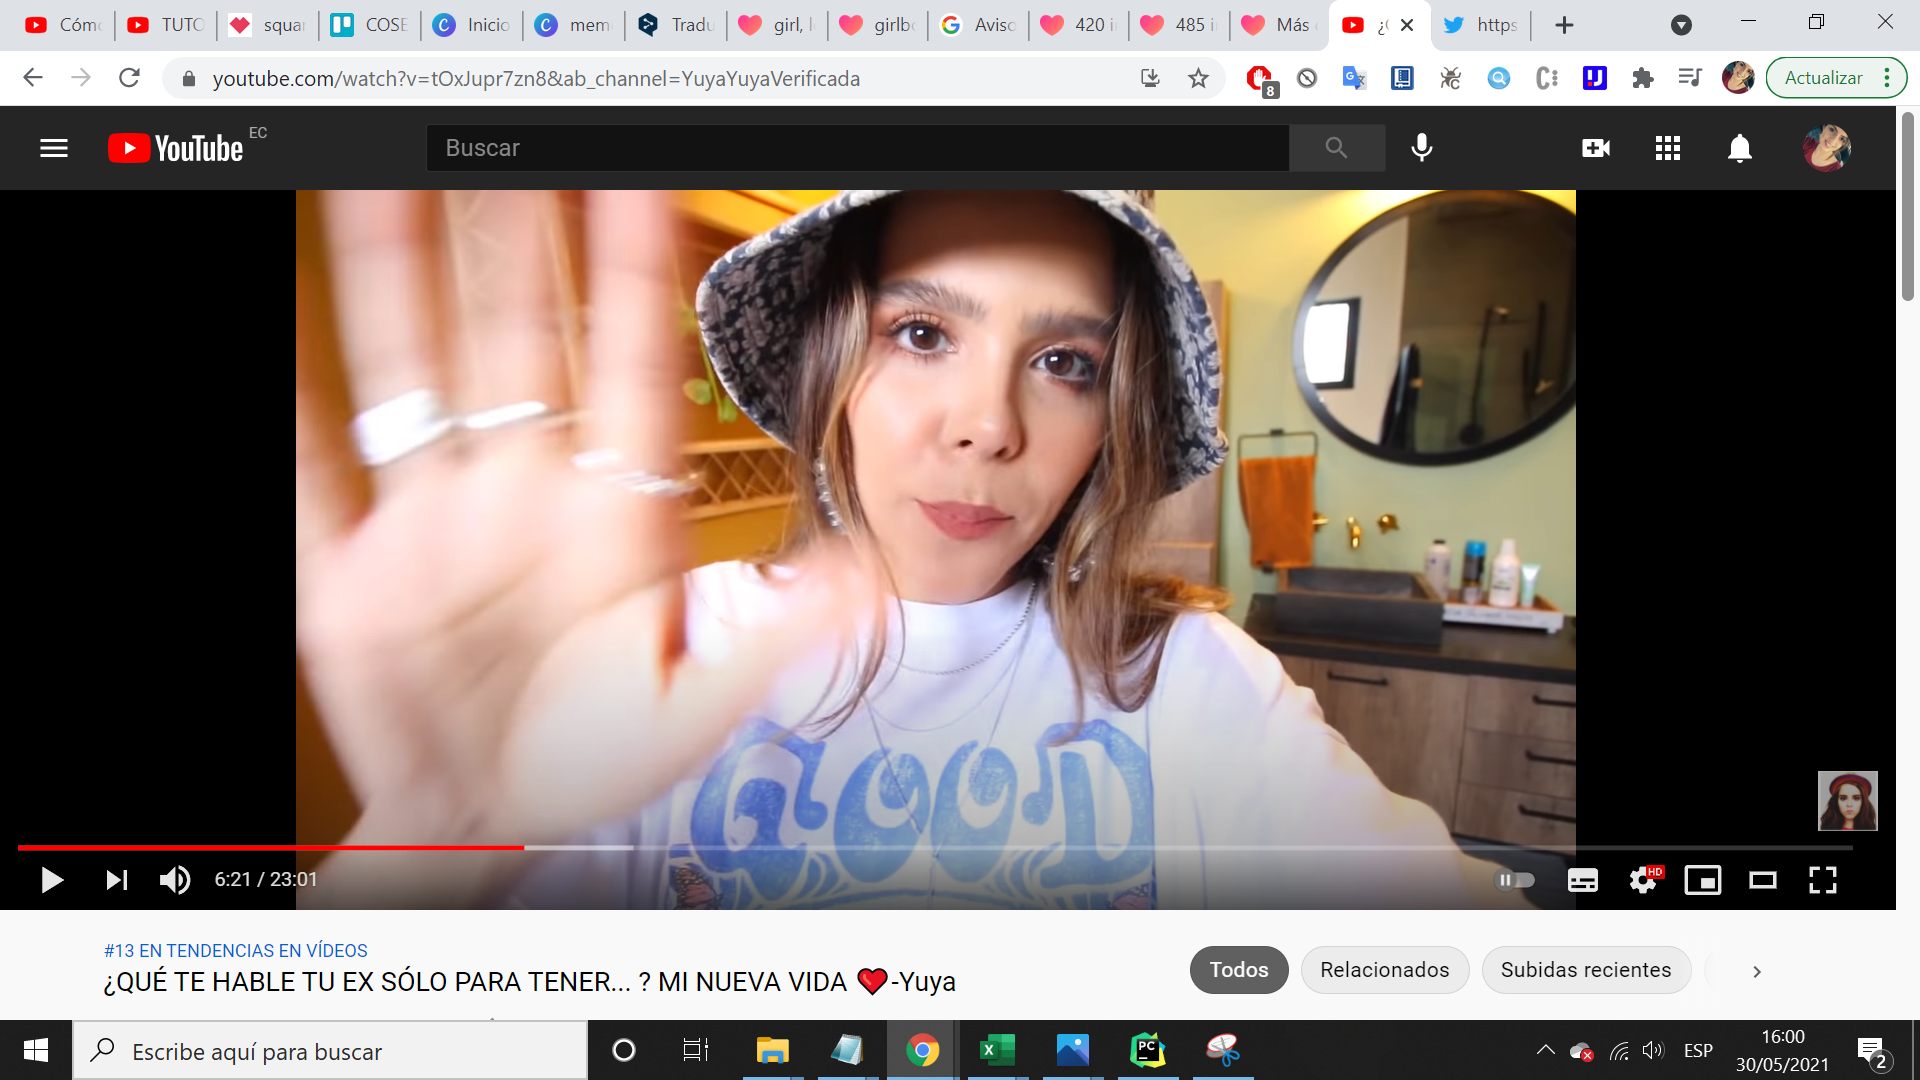 Cómo
TUTO
squar
COSE
Inicio
mem
Tradu
girl, l
girlbo
Aviso
420 i
485 i
Más
https
youtube.com/watch?v=tOxJupr7zn8&ab_channel=YuyaYuyaVerificada
8
Actualizar
YouTube EC
Buscar
GOOD
6:21 / 23:01
HD
#13 EN TENDENCIAS EN VÍDEOS
¿QUÉ TE HABLE TU EX SÓLO PARA TENER... ? MI NUEVA VIDA ❤️-Yuya
Todos
Relacionados
Subidas recientes
Escribe aquí para buscar
PC
ESP
16:00
30/05/2021
2